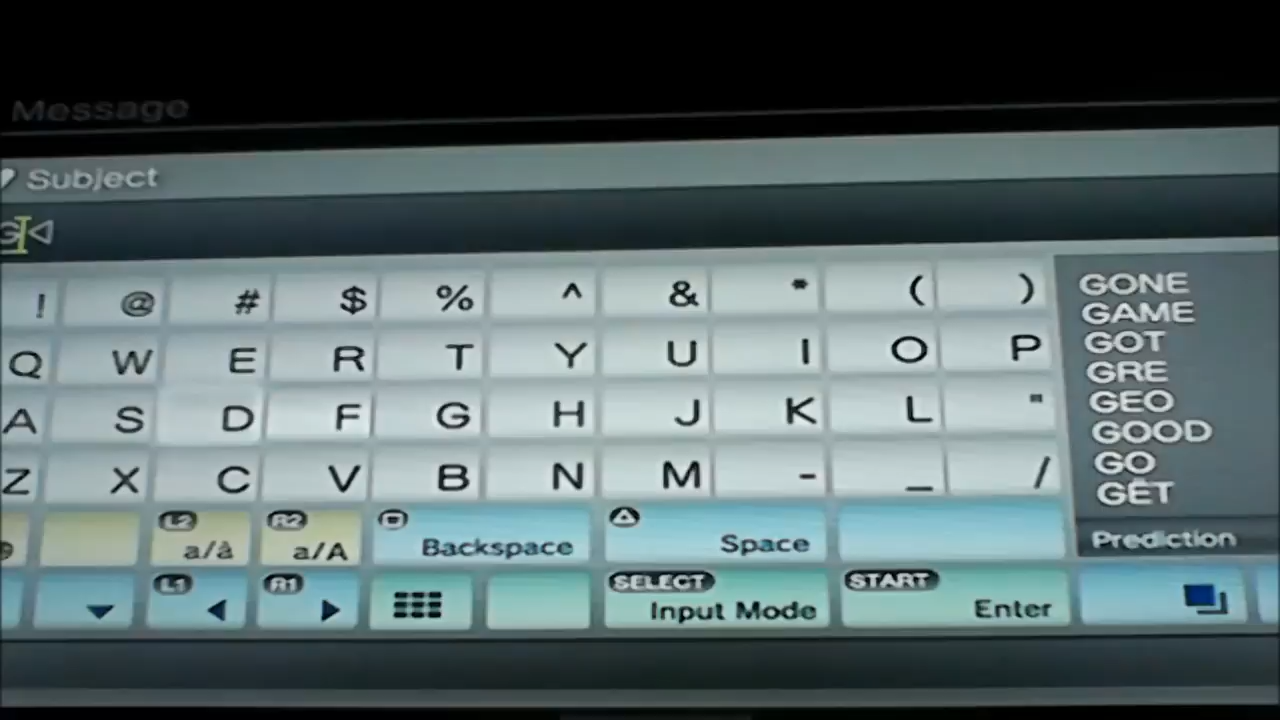 Message
Subject
G
! @ # $ % ^ & * ( )
Q W E R T Y U I O P
A S D F G H J K L "
Z X C V B N M - _ /
GONE
GAME
GOT
GRE
GEO
GOOD
GO
GET
Prediction
@ L2 a/à R2 a/A Backspace Space
L1 R1 SELECT Input Mode START Enter